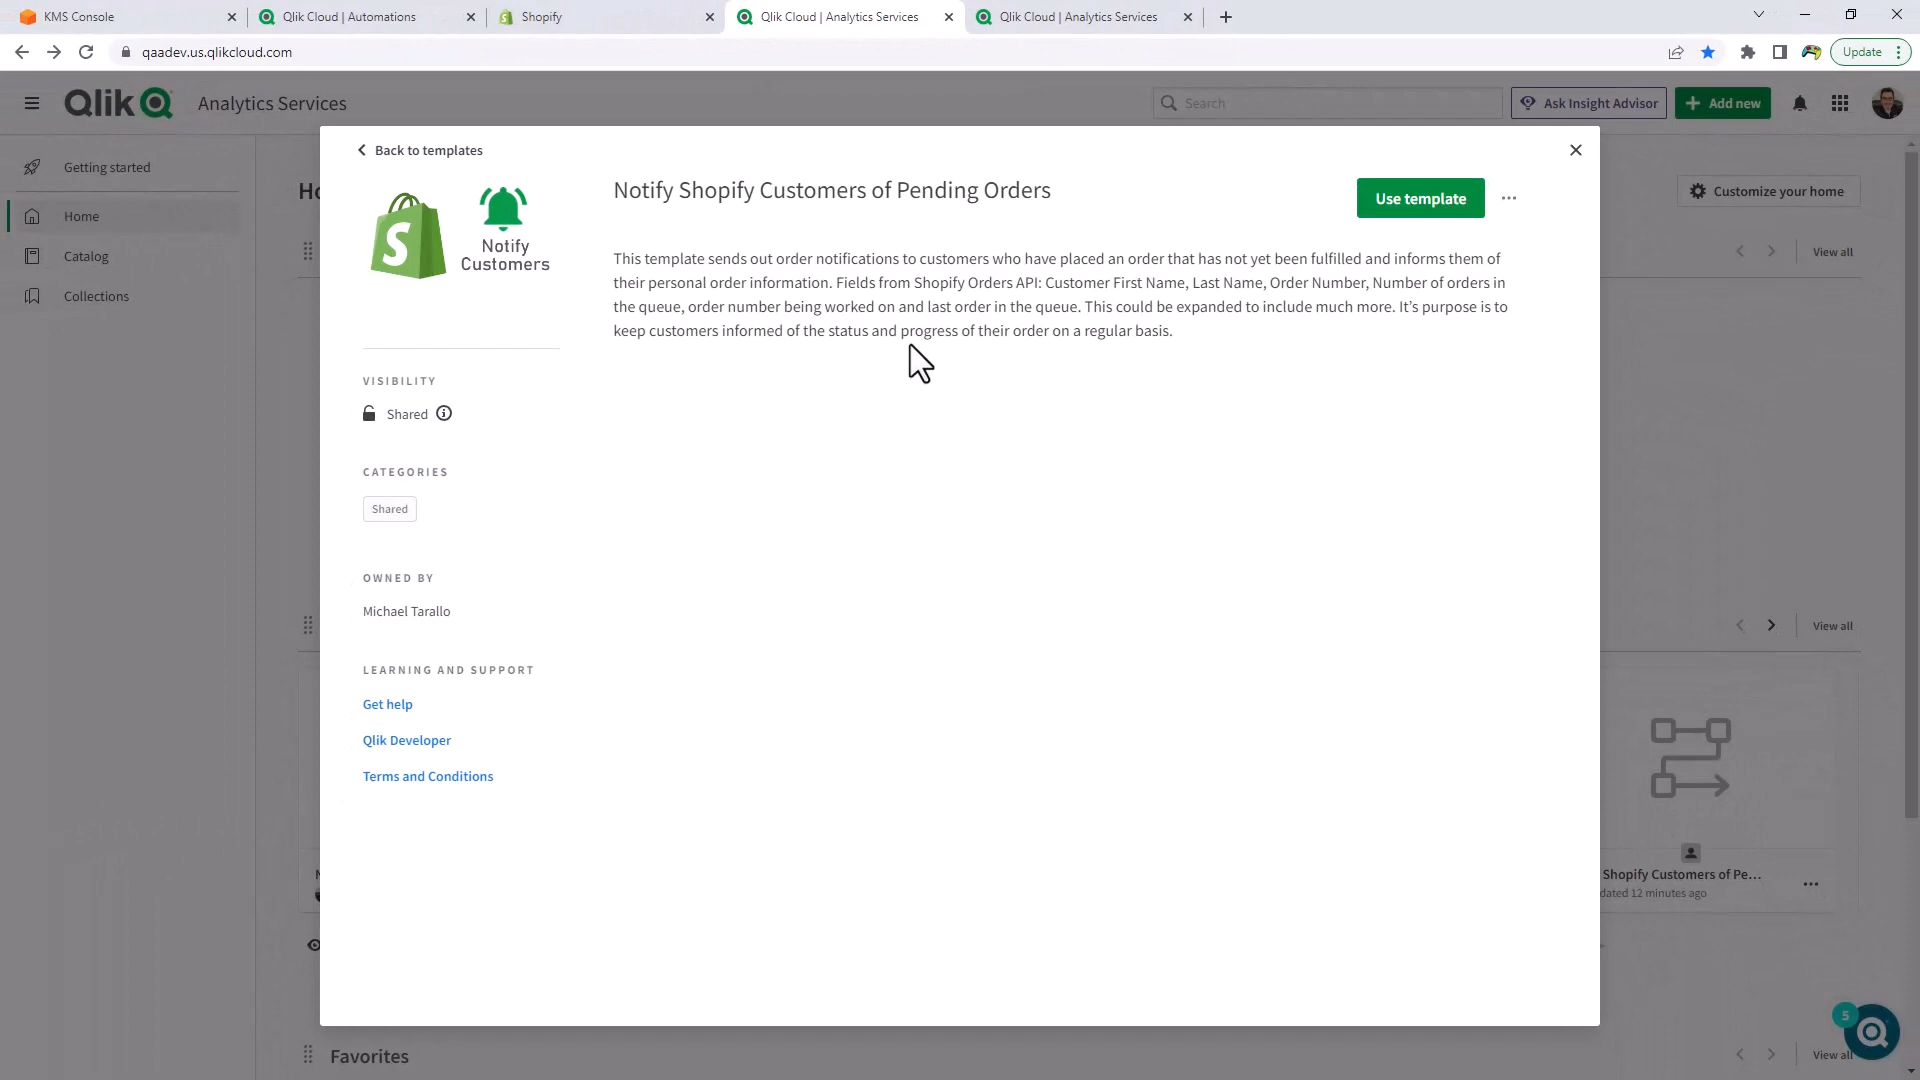 KMS Console
Qlik Cloud | Automations
Shopify
Qlik Cloud | Analytics Services
Qlik Cloud | Analytics Services
qaadev.us.qlikcloud.com
Update
Qlik
Analytics Services
Search
Ask Insight Advisor
Add new
Getting started
Home
Catalog
Collections
Ho
Customize your home
View all
Back to templates
Notify
Customers
Notify Shopify Customers of Pending Orders
Use template
This template sends out order notifications to customers who have placed an order that has not yet been fulfilled and informs them of
their personal order information. Fields from Shopify Orders API: Customer First Name, Last Name, Order Number, Number of orders in
the queue, order number being worked on and last order in the queue. This could be expanded to include much more. It's purpose is to
keep customers informed of the status and progress of their order on a regular basis.
VISIBILITY
Shared
CATEGORIES
Shared
OWNED BY
Michael Tarallo
LEARNING AND SUPPORT
Get help
Qlik Developer
Terms and Conditions
View all
Shopify Customers of Pe...
dated 12 minutes ago
5
Favorites
View all